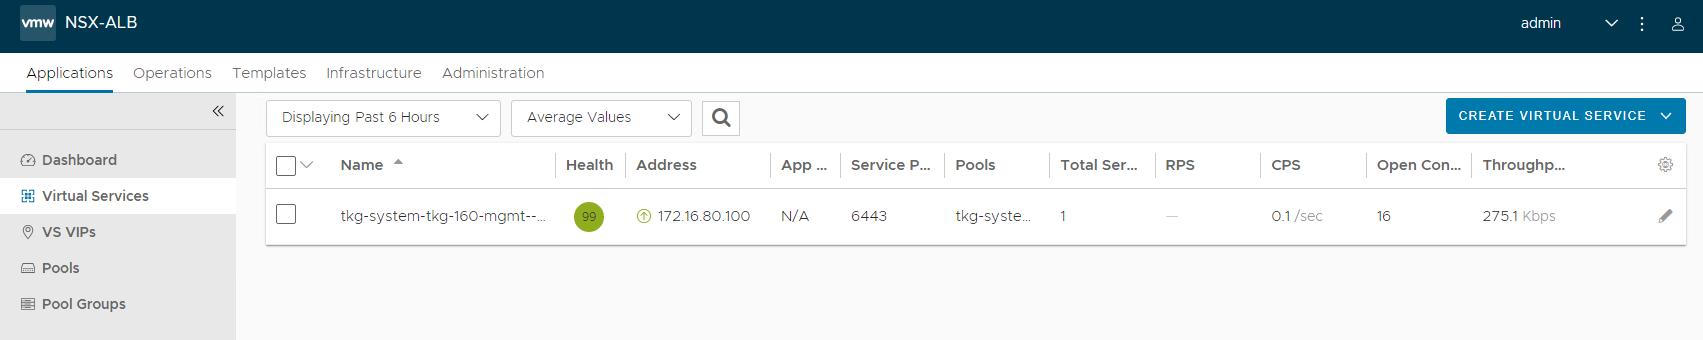 vmw NSX-ALB admin
Applications Operations Templates Infrastructure Administration
Displaying Past 6 Hours Average Values CREATE VIRTUAL SERVICE
Dashboard
Virtual Services
VS VIPs
Pools
Pool Groups
Name Health Address App ... Service P... Pools Total Ser... RPS CPS Open Con... Throughp...
tkg-system-tkg-160-mgmt--... 99 172.16.80.100 N/A 6443 tkg-syste... 1 — 0.1 /sec 16 275.1 Kbps